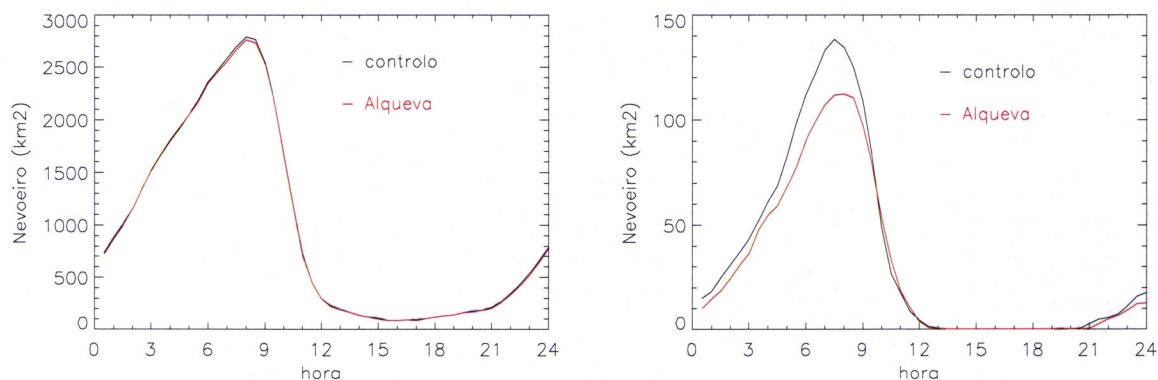 3000
2500
2000
1500
1000
500
0
Nevoeiro (km2)
controlo
Alqueva
0 3 6 9 12 15 18 21 24
hora
150
100
50
0
Nevoeiro (km2)
controlo
Alqueva
0 3 6 9 12 15 18 21 24
hora